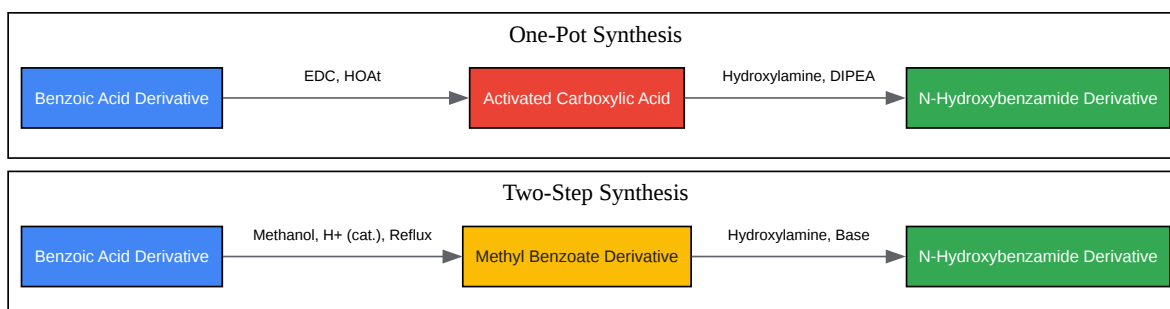 One-Pot Synthesis
EDC, HOAt
Hydroxylamine, DIPEA
Benzoic Acid Derivative
Activated Carboxylic Acid
N-Hydroxybenzamide Derivative
Two-Step Synthesis
Methanol, H+ (cat.), Reflux
Hydroxylamine, Base
Benzoic Acid Derivative
Methyl Benzoate Derivative
N-Hydroxybenzamide Derivative